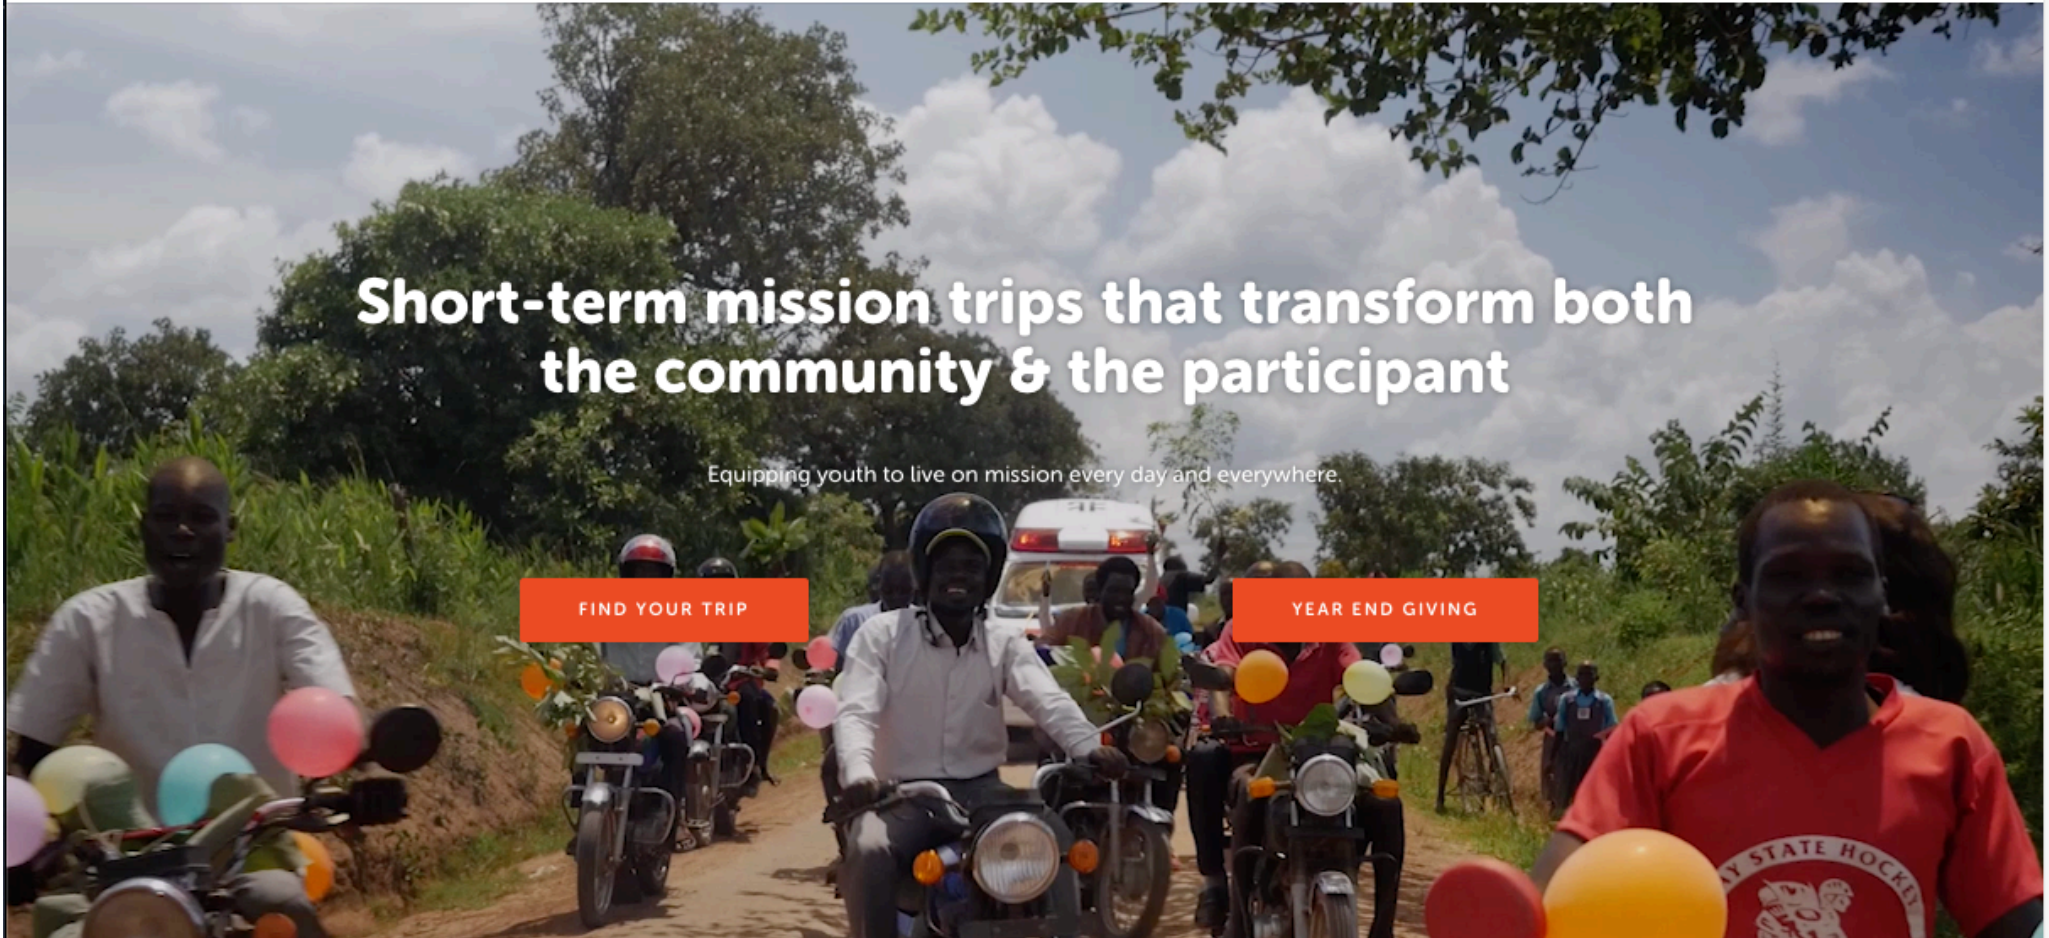 Short-term mission trips that transform both
the community & the participant
Equipping youth to live on mission every day and everywhere.
FIND YOUR TRIP
YEAR END GIVING
STATE HOCKEY